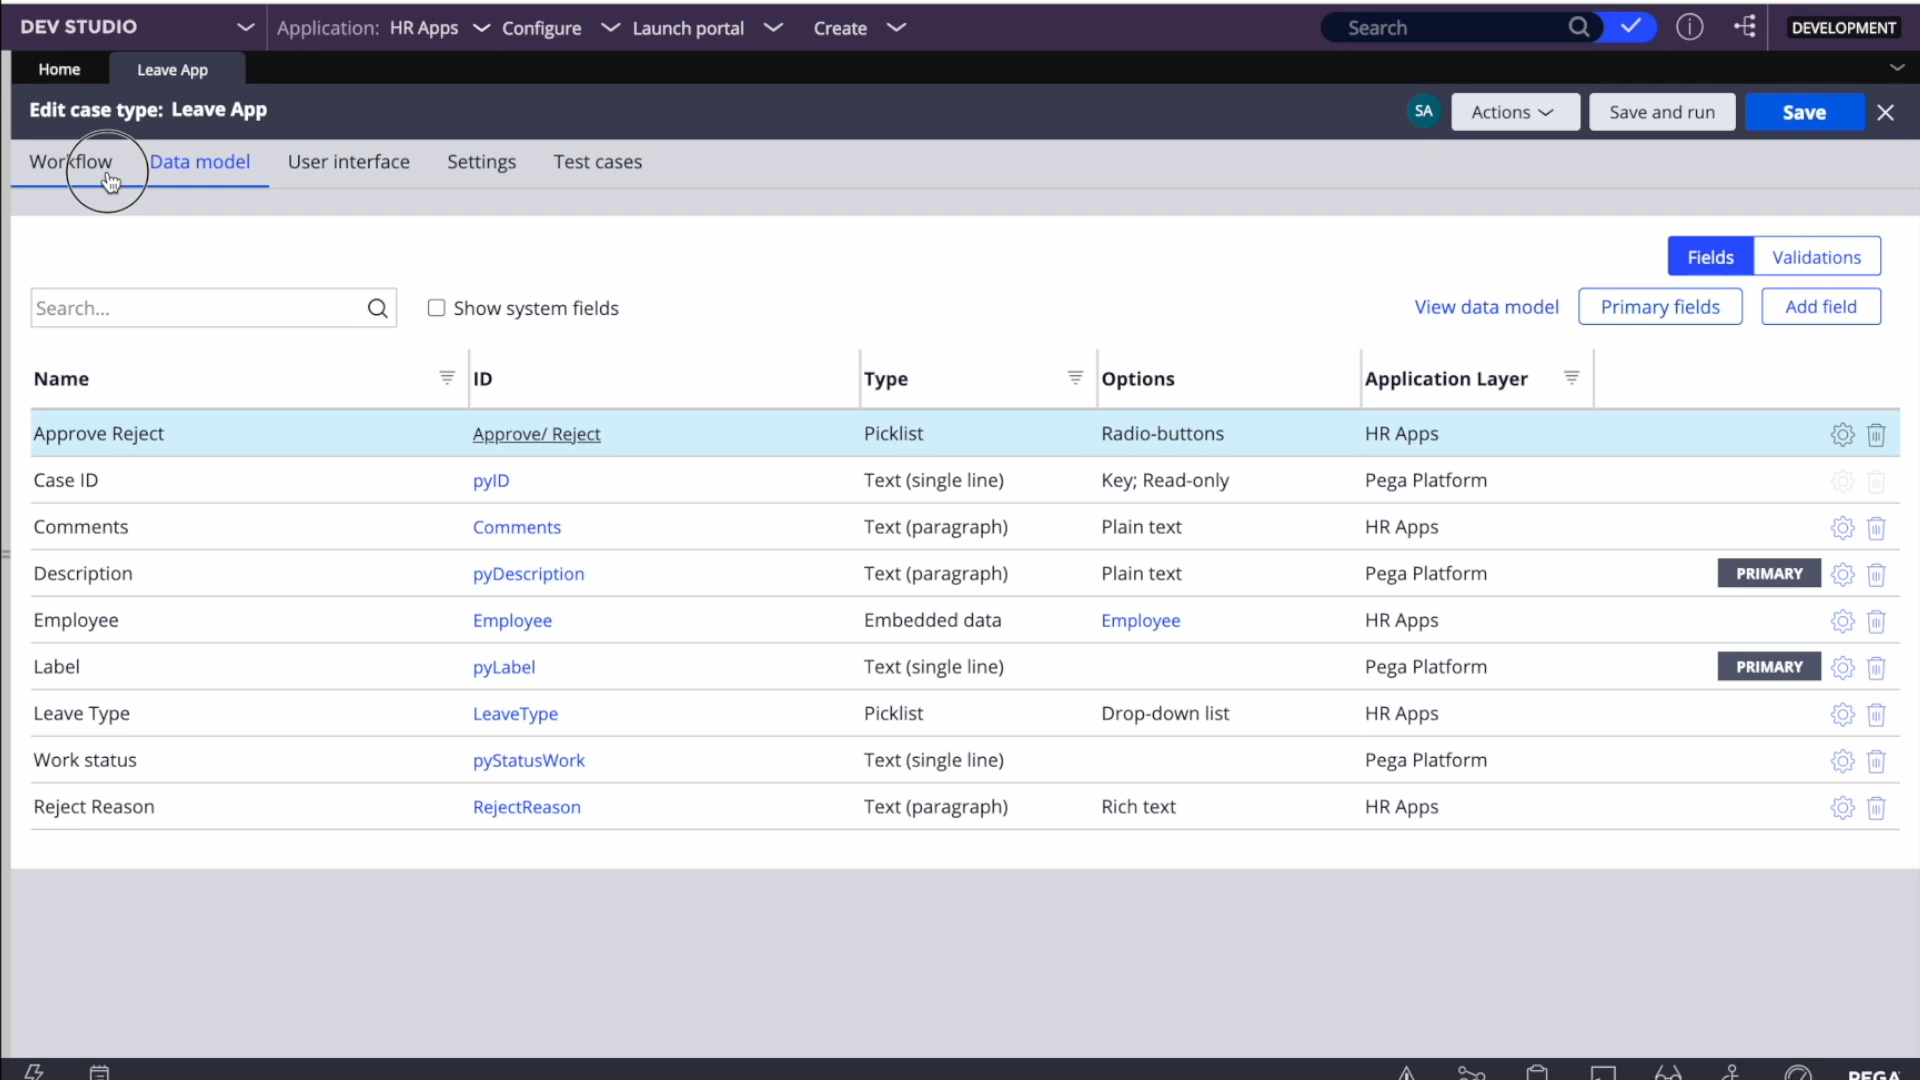 DEV STUDIO Application: HR Apps Configure Launch portal Create Search DEVELOPMENT
Home Leave App
Edit case type: Leave App SA Actions Save and run Save
Workflow Data model User interface Settings Test cases
Fields Validations
Search... Show system fields View data model Primary fields Add field
Name ID Type Options Application Layer
Approve Reject Approve/ Reject Picklist Radio-buttons HR Apps
Case ID pyID Text (single line) Key; Read-only Pega Platform
Comments Comments Text (paragraph) Plain text HR Apps
Description pyDescription Text (paragraph) Plain text Pega Platform PRIMARY
Employee Employee Embedded data Employee HR Apps
Label pyLabel Text (single line) Pega Platform PRIMARY
Leave Type LeaveType Picklist Drop-down list HR Apps
Work status pyStatusWork Text (single line) Pega Platform
Reject Reason RejectReason Text (paragraph) Rich text HR Apps
PEGA